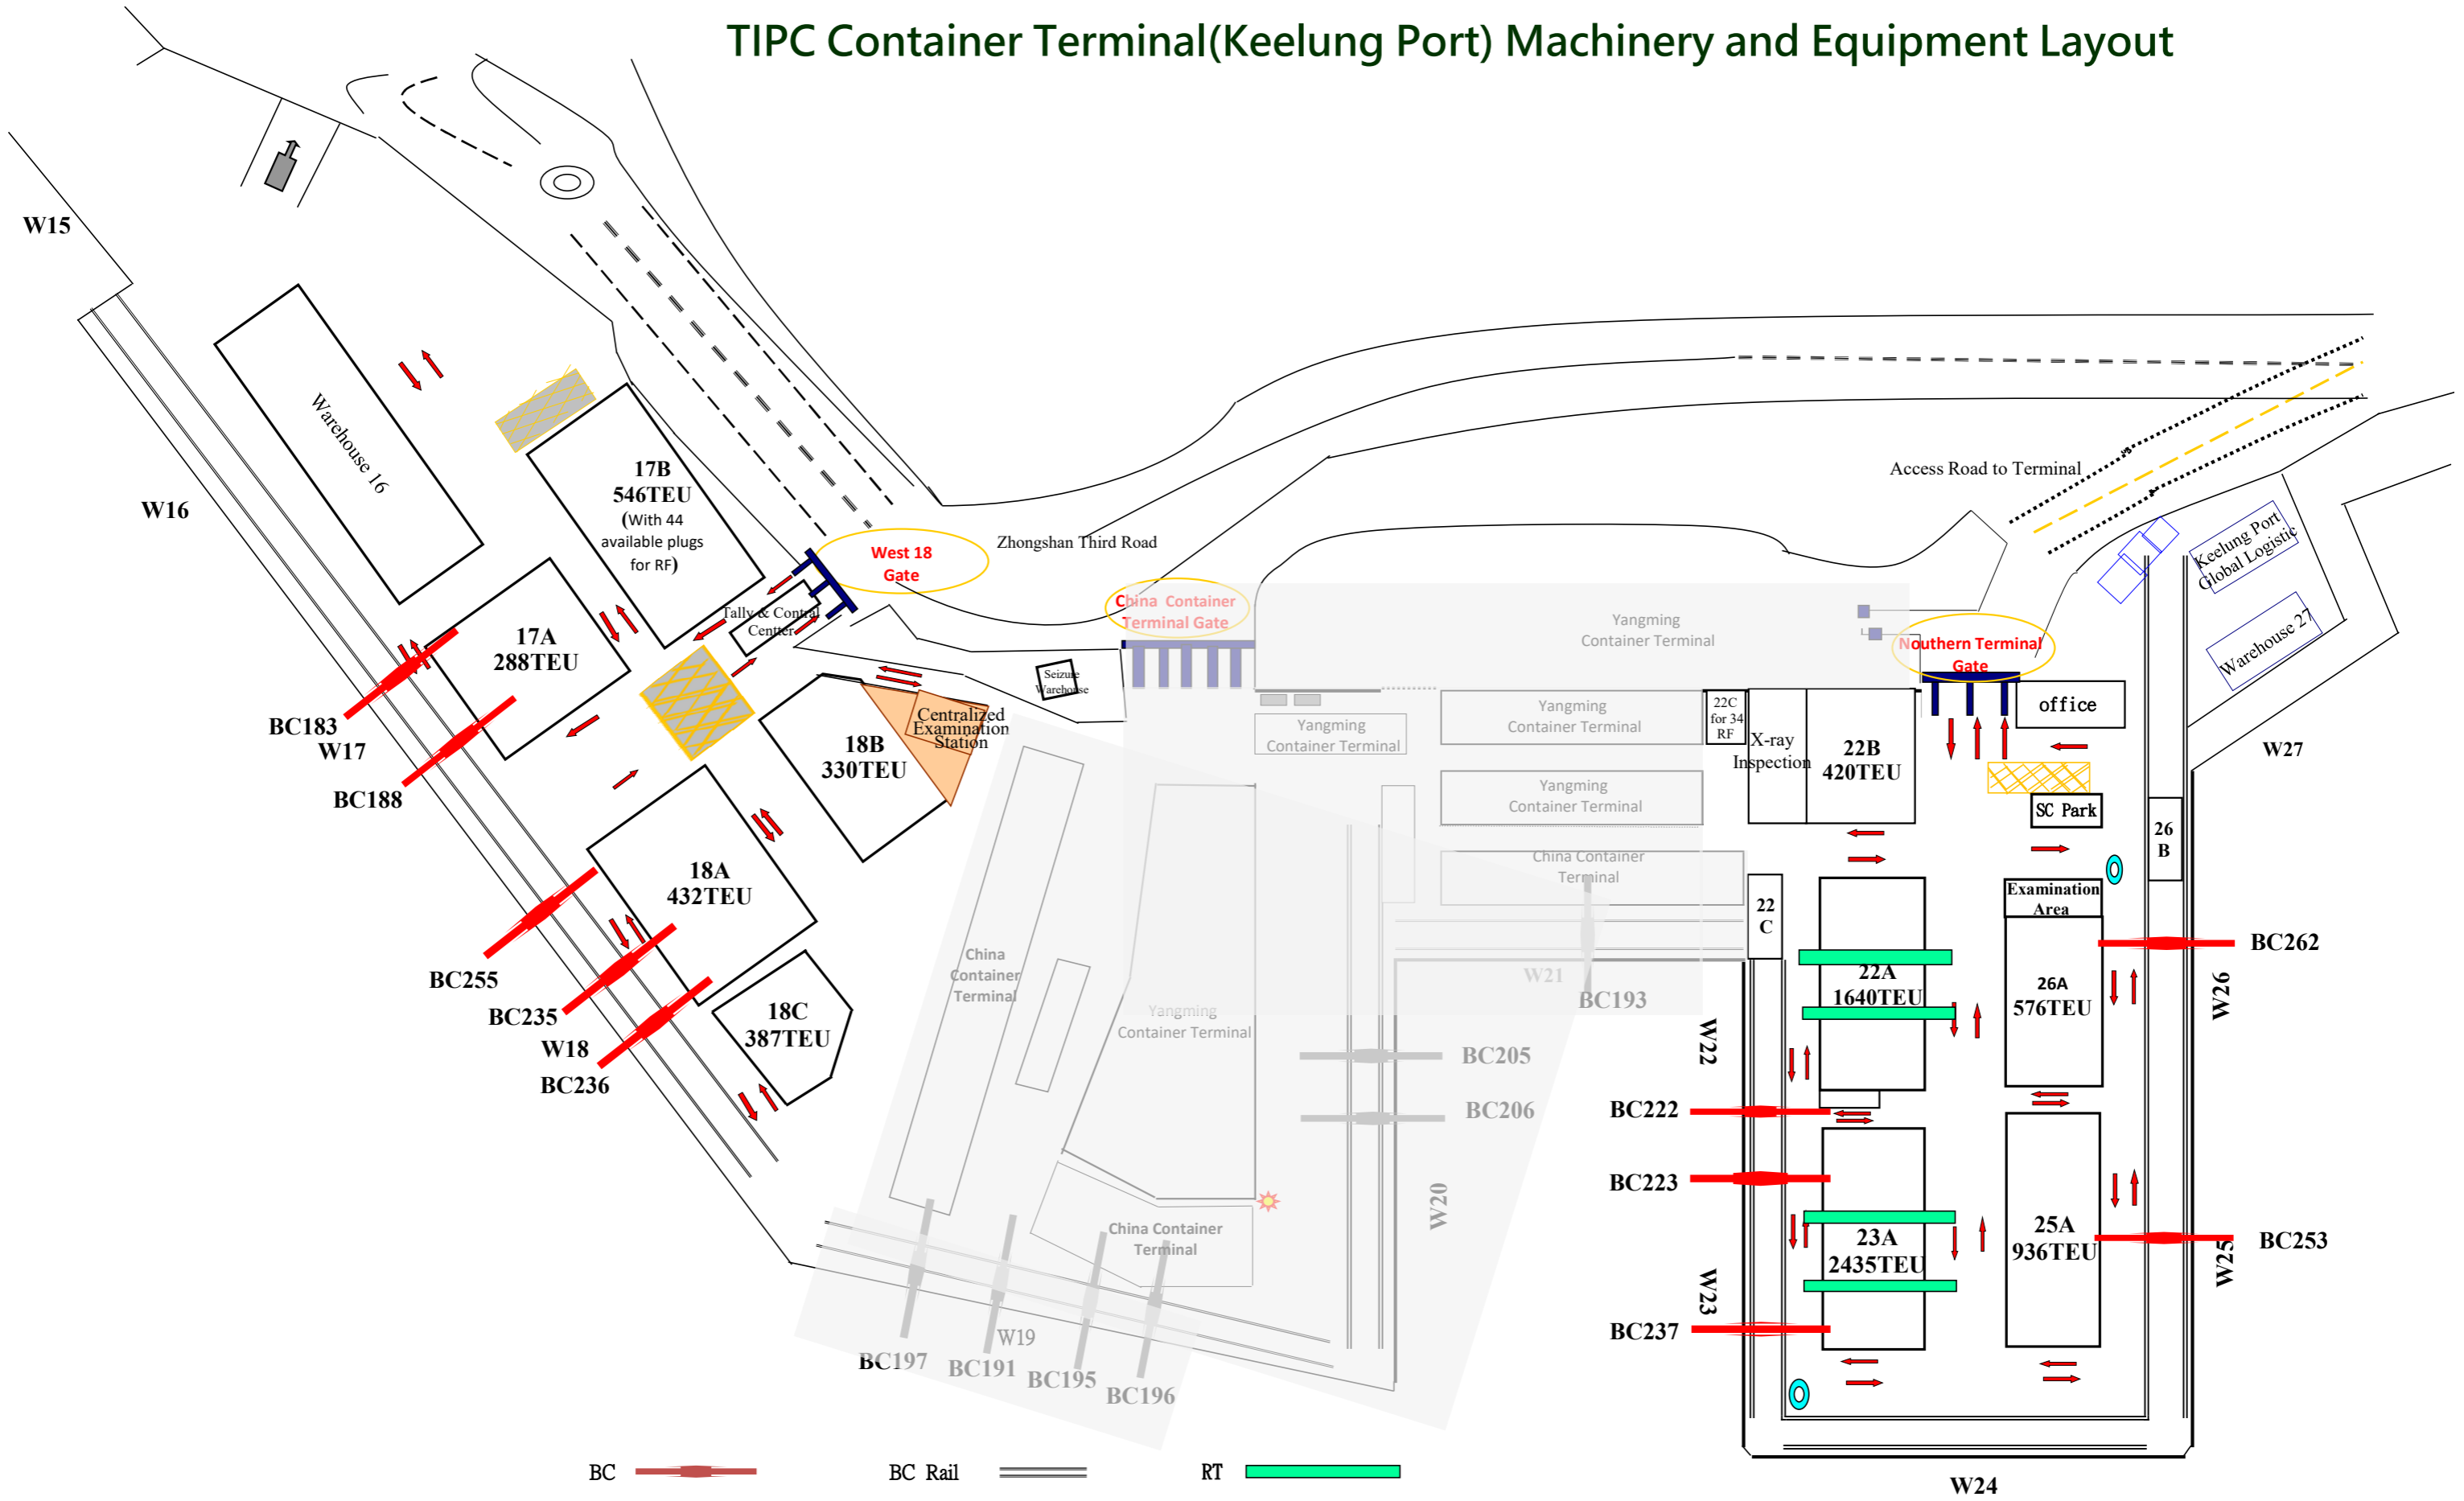 TIPC Container Terminal(Keelung Port) Machinery and Equipment Layout
W15
W16
Warehouse 16
17B
546TEU
(With 44
available plugs
for RF)
West 18
Gate
Zhongshan Third Road
Access Road to Terminal
Keelung Port
Global Logistic
Warehouse 27
China Container
Terminal Gate
Yangming
Container Terminal
Nouthern Terminal
Gate
Tally & Contral
Centter
17A
288TEU
BC183
W17
BC188
Seizure
Warehouse
Centralized
Examination
Station
18B
330TEU
Yangming
Container Terminal
Yangming
Container Terminal
22C
for 34
RF
X-ray
Inspection
22B
420TEU
office
W27
Yangming
Container Terminal
SC Park
26
B
18A
432TEU
China Container
Terminal
22
C
Examination
Area
BC255
BC235
W18
BC236
18C
387TEU
China
Container
Terminal
Yangming
Container Terminal
W21
BC193
22A
1640TEU
26A
576TEU
BC262
W26
W22
BC205
BC206
BC222
BC223
W20
China Container
Terminal
23A
2435TEU
25A
936TEU
BC253
W25
W23
BC237
W19
BC197
BC191
BC195
BC196
BC
BC Rail
RT
W24